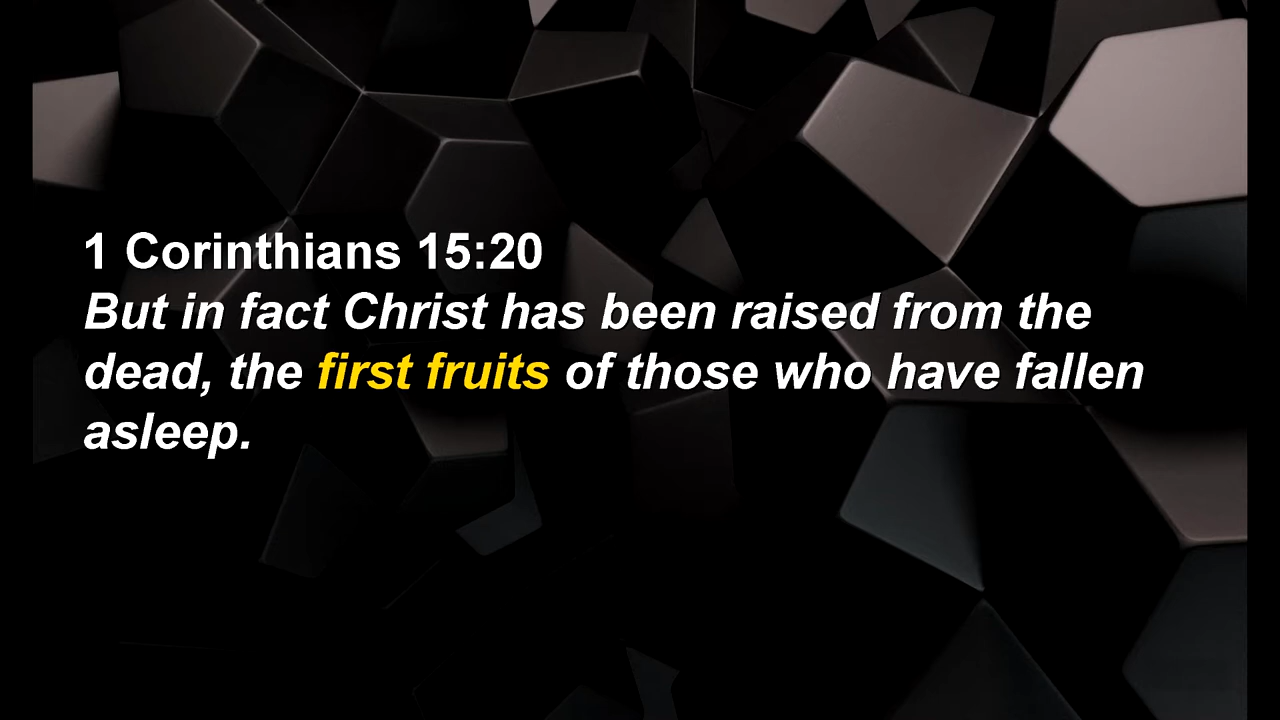 1 Corinthians 15:20
But in fact Christ has been raised from the
dead, the first fruits of those who have fallen
asleep.